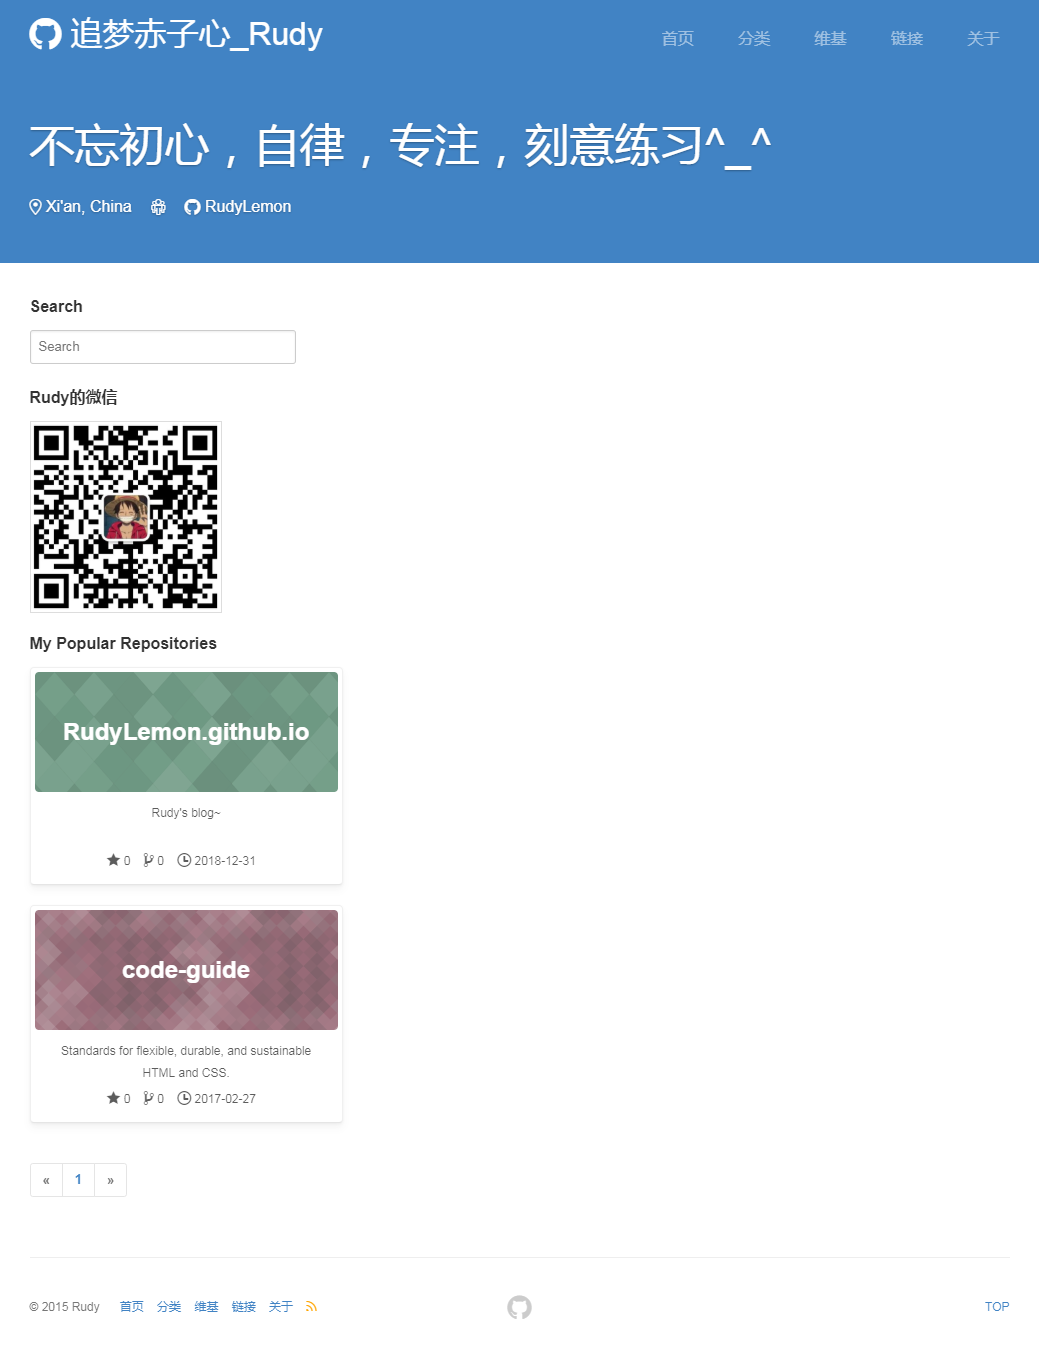 追梦赤子心_Rudy
首页 分类 维基 链接 关于
不忘初心，自律，专注，刻意练习^_^
Xi'an, China RudyLemon
Search
Search
Rudy的微信
My Popular Repositories
RudyLemon.github.io
Rudy's blog~
0 0 2018-12-31
code-guide
Standards for flexible, durable, and sustainable
HTML and CSS.
0 0 2017-02-27
« 1 »
© 2015 Rudy 首页 分类 维基 链接 关于 TOP